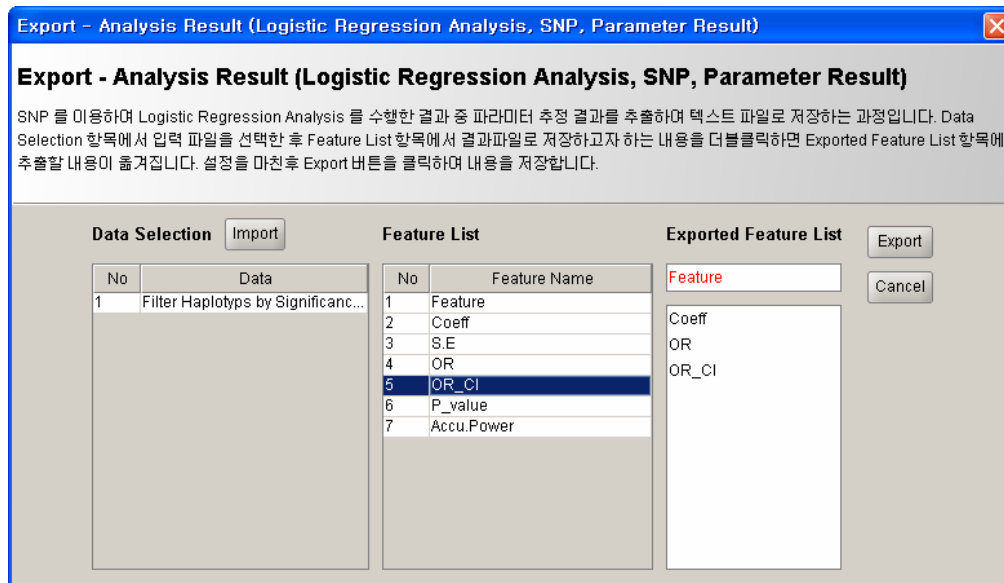 Export - Analysis Result (Logistic Regression Analysis, SNP, Parameter Result)
Export - Analysis Result (Logistic Regression Analysis, SNP, Parameter Result)
SNP 를 이용하여 Logistic Regression Analysis 를 수행한 결과 중 파라미터 추정 결과를 추출하여 텍스트 파일로 저장하는 과정입니다. Data
Selection 항목에서 입력 파일을 선택한 후 Feature List 항목에서 결과파일로 저장하고자 하는 내용을 더블클릭하면 Exported Feature List 항목에
추출할 내용이 옮겨집니다. 설정을 마친후 Export 버튼을 클릭하여 내용을 저장합니다.
Data Selection Import Feature List Exported Feature List Export
No Data No Feature Name Feature Cancel
1 Filter Haplotyps by Significanc... 1 Feature
2 Coeff Coeff
3 S.E OR
4 OR OR_CI
5 OR_CI
6 P_value
7 Accu.Power